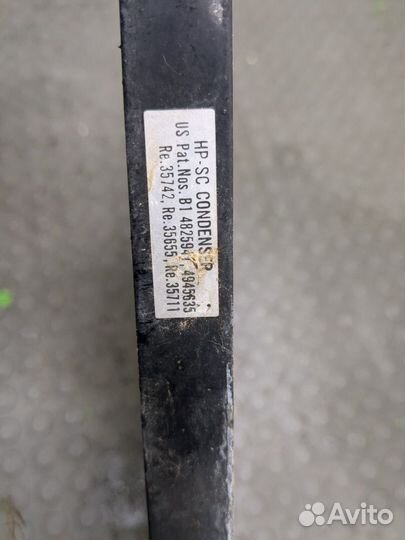 HP-SC CONDENSER
US Pat.Nos. B1 4825941, 4945635
Re.35742, Re.35655, Re.35711
Avito